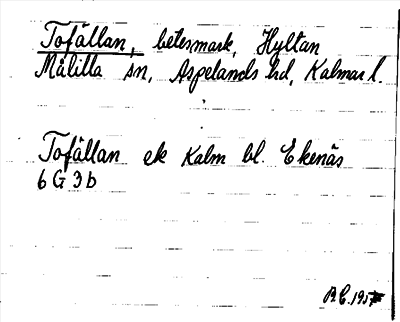 Tofällan, betesmark, Hyltan
Målilla sn, Aspelands hd, Kalmar l.
Tofällan ek Kalm bl. Ekenäs
6 G 3 b
B.C. 1957